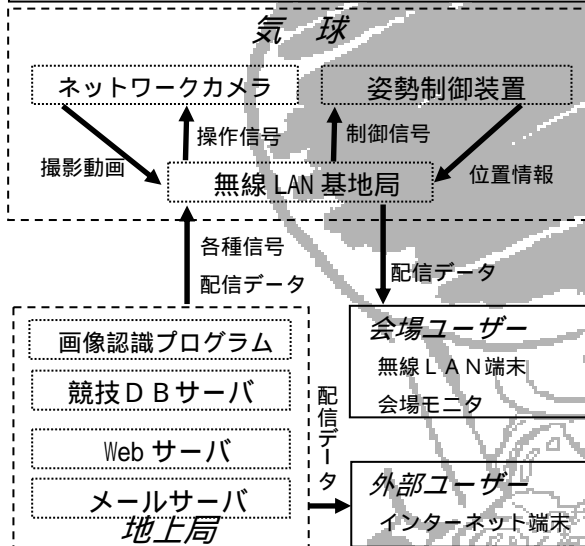 気 球
ネットワークカメラ
姿勢制御装置
操作信号
制御信号
撮影動画
位置情報
無線 LAN 基地局
各種信号
配信データ
配信データ
画像認識プログラム
競技DBサーバ
Web サーバ
メールサーバ
地上局
配信データ
会場ユーザー
無線LAN端末
会場モニタ
外部ユーザー
インターネット端末